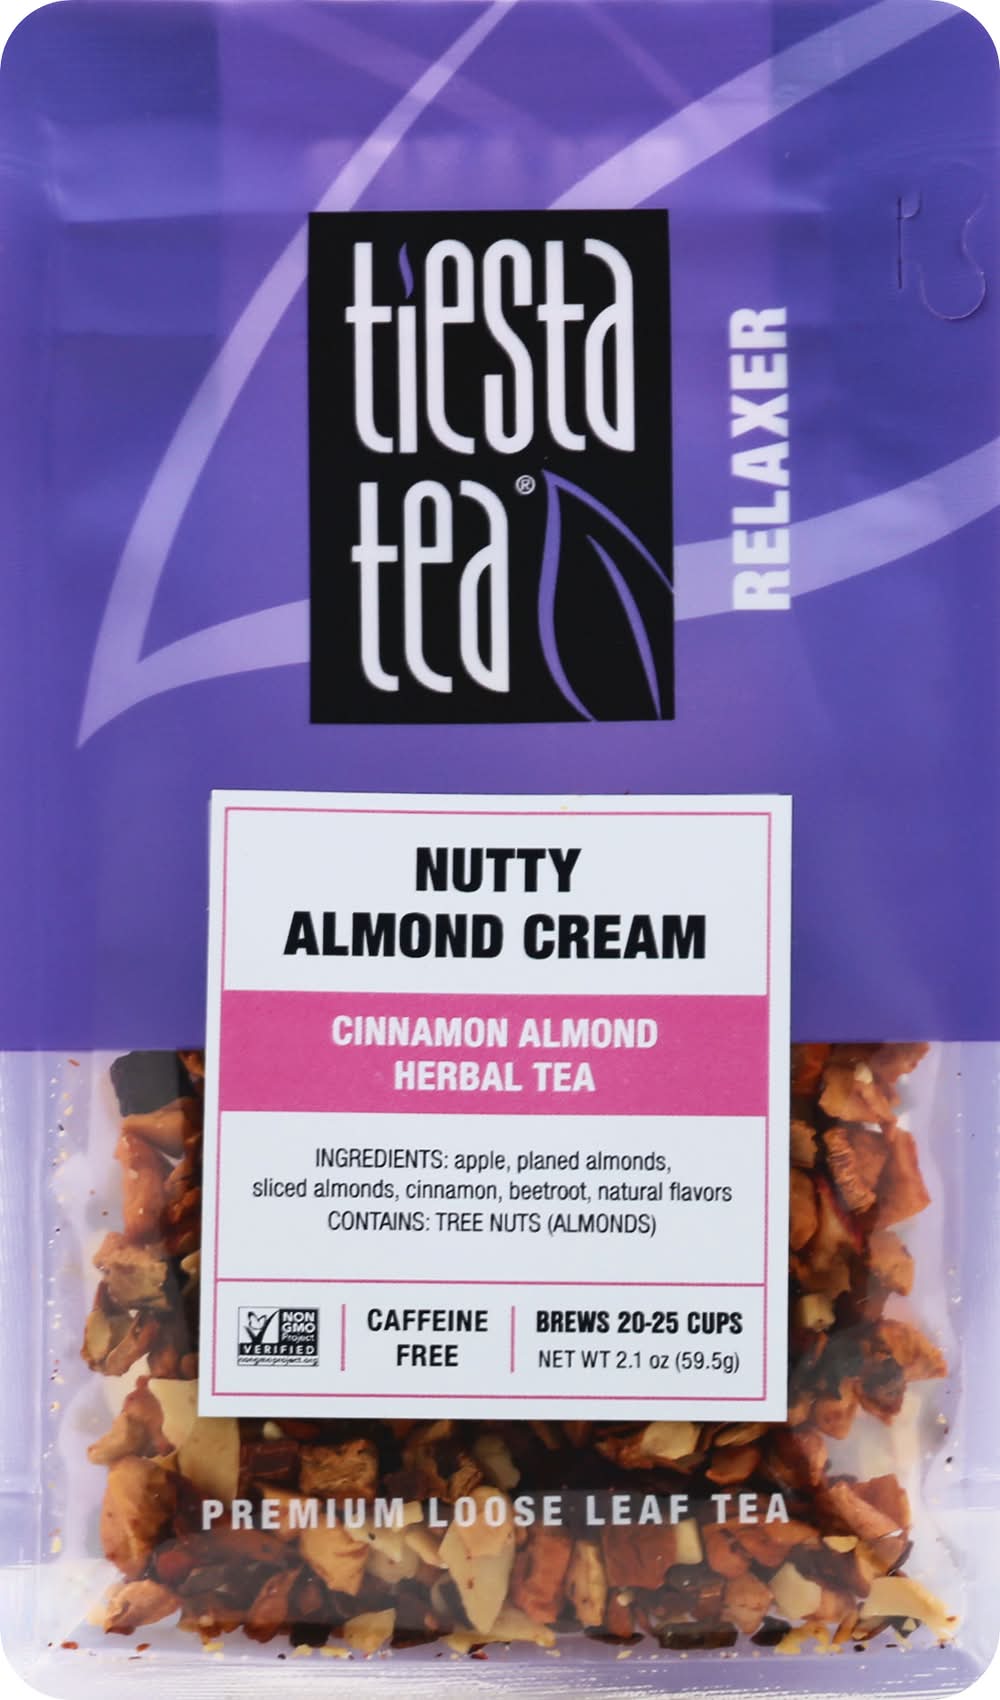 tiesta
tea®
RELAXER
NUTTY
ALMOND CREAM
CINNAMON ALMOND
HERBAL TEA
INGREDIENTS: apple, planed almonds,
sliced almonds, cinnamon, beetroot, natural flavors
CONTAINS: TREE NUTS (ALMONDS)
NON
GMO
Project
VERIFIED
nongmoproject.org
CAFFEINE
FREE
BREWS 20-25 CUPS
NET WT 2.1 oz (59.5g)
PREMIUM LOOSE LEAF TEA